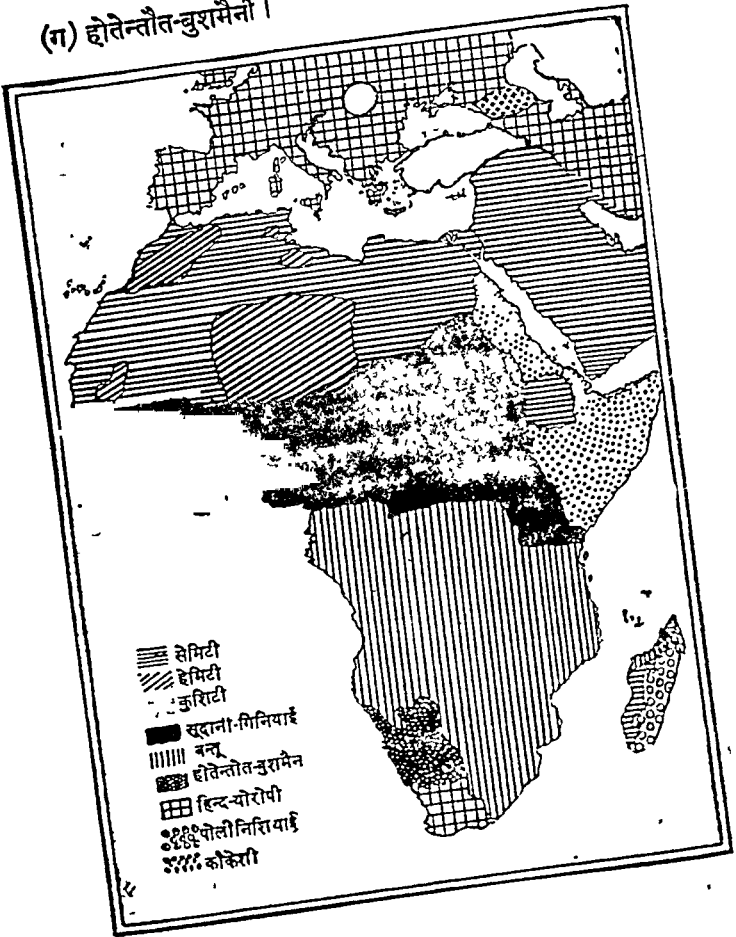 (ग) होतेन्तौत-बुशमैनी ।
सेमिटी
हेमिटी
कुशिटी
सूदानी-गिनियाई
बन्तू
होतेन्तोत-बुशमैन
हिन्द-योरोपी
पोलीनिशियाई
कौकेशी